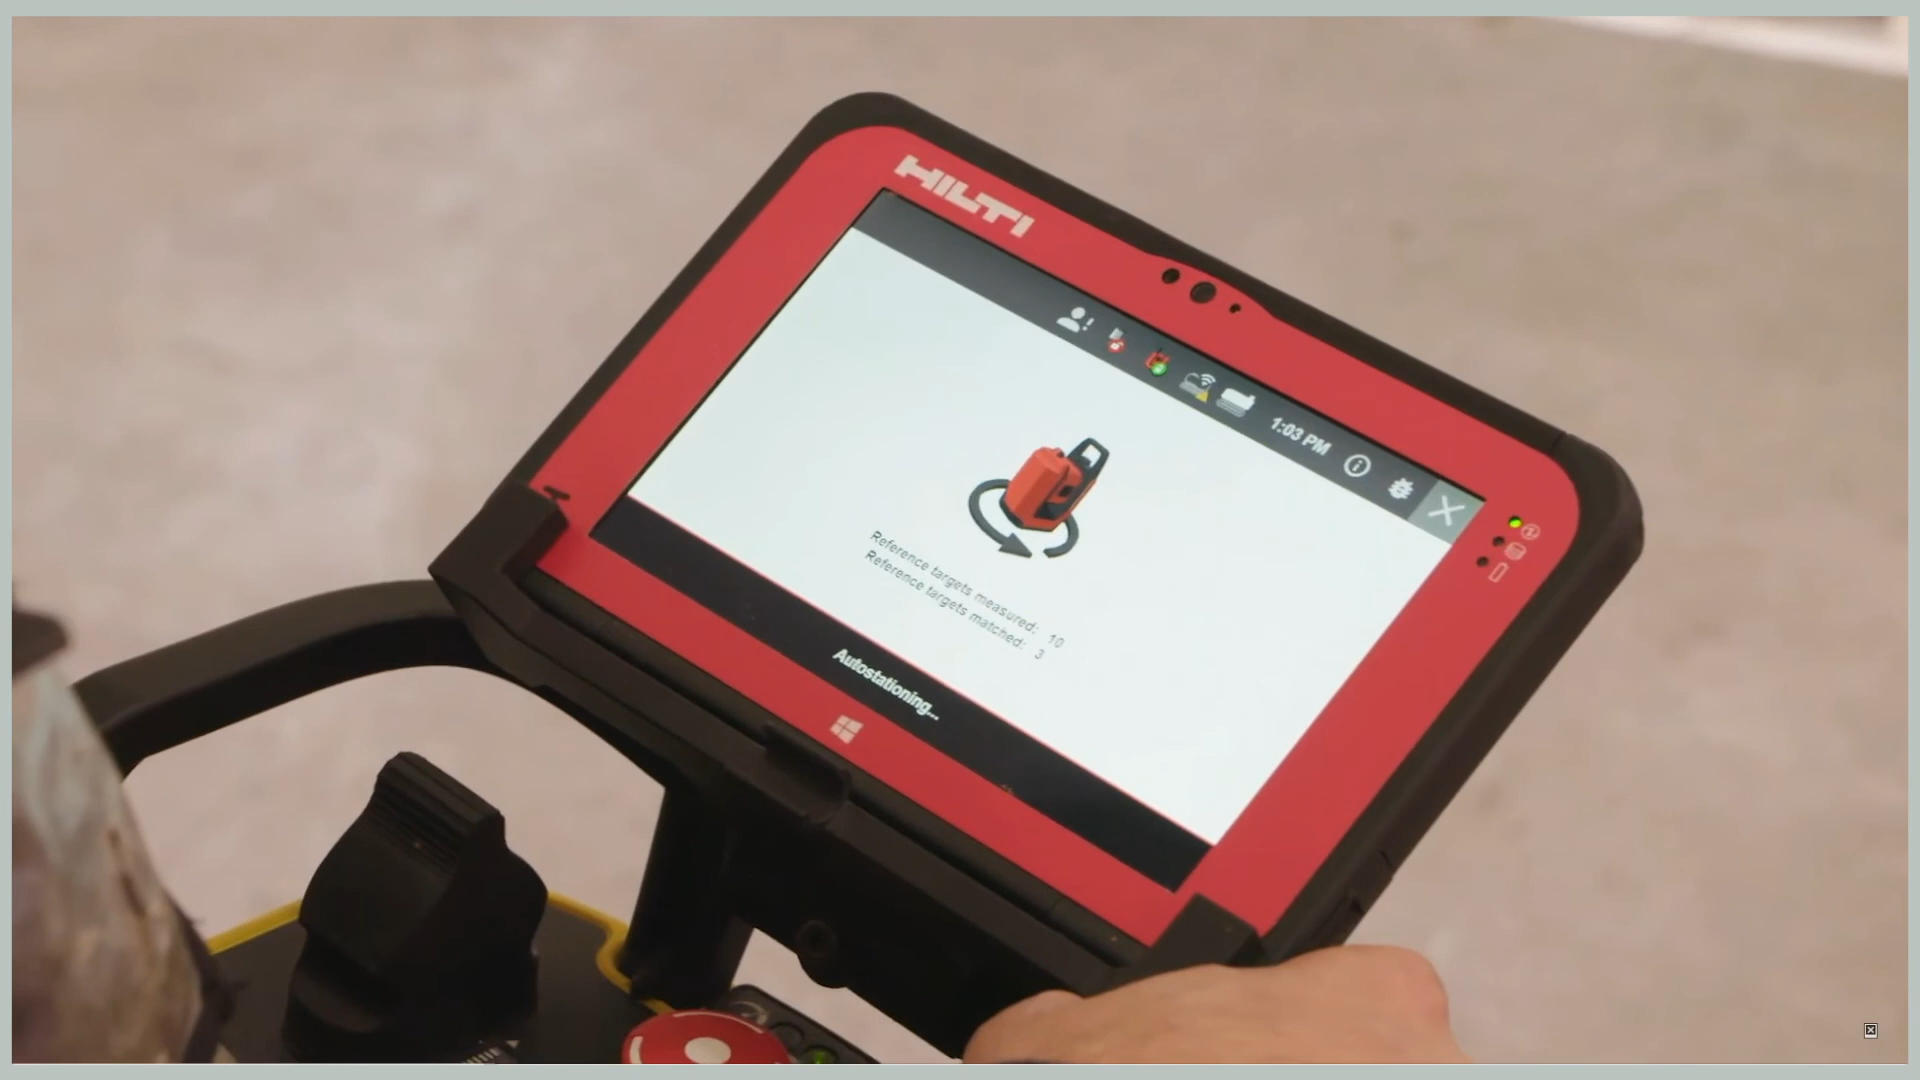 HILTI
1:03 PM
Reference targets measured: 10
Reference targets matched: 3
Autostationing...